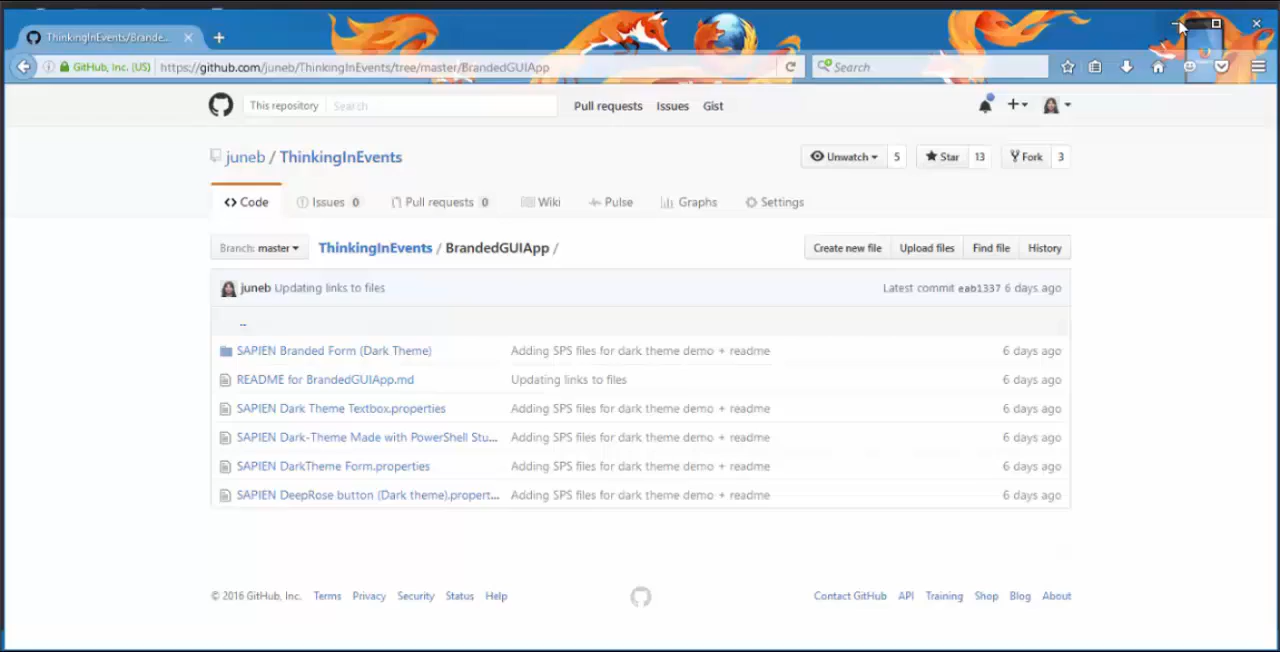 ThinkingInEvents/Brande...
GitHub, Inc. (US) https://github.com/juneb/ThinkingInEvents/tree/master/BrandedGUIApp Search
This repository Search Pull requests Issues Gist
juneb / ThinkingInEvents Unwatch 5 Star 13 Fork 3
Code Issues 0 Pull requests 0 Wiki Pulse Graphs Settings
Branch: master ThinkingInEvents / BrandedGUIApp / Create new file Upload files Find file History
juneb Updating links to files Latest commit eab1337 6 days ago
..
SAPIEN Branded Form (Dark Theme) Adding SPS files for dark theme demo + readme 6 days ago
README for BrandedGUIApp.md Updating links to files 6 days ago
SAPIEN Dark Theme Textbox.properties Adding SPS files for dark theme demo + readme 6 days ago
SAPIEN Dark-Theme Made with PowerShell Stu... Adding SPS files for dark theme demo + readme 6 days ago
SAPIEN DarkTheme Form.properties Adding SPS files for dark theme demo + readme 6 days ago
SAPIEN DeepRose button (Dark theme).propert... Adding SPS files for dark theme demo + readme 6 days ago
© 2016 GitHub, Inc. Terms Privacy Security Status Help Contact GitHub API Training Shop Blog About